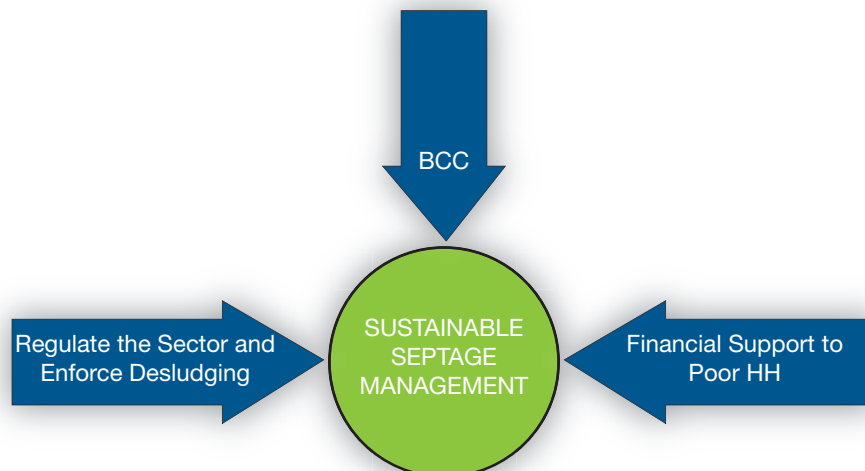 BCC
Regulate the Sector and
Enforce Desludging
SUSTAINABLE
SEPTAGE
MANAGEMENT
Financial Support to
Poor HH